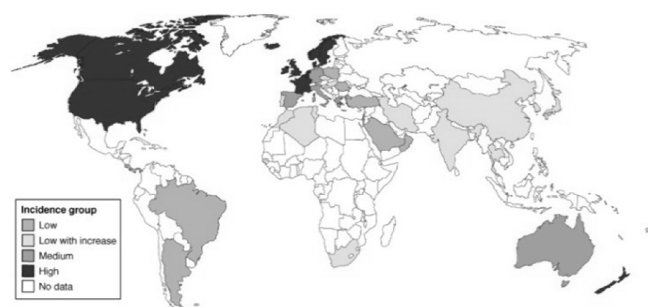 Incidence group
Low
Low with increase
Medium
High
No data